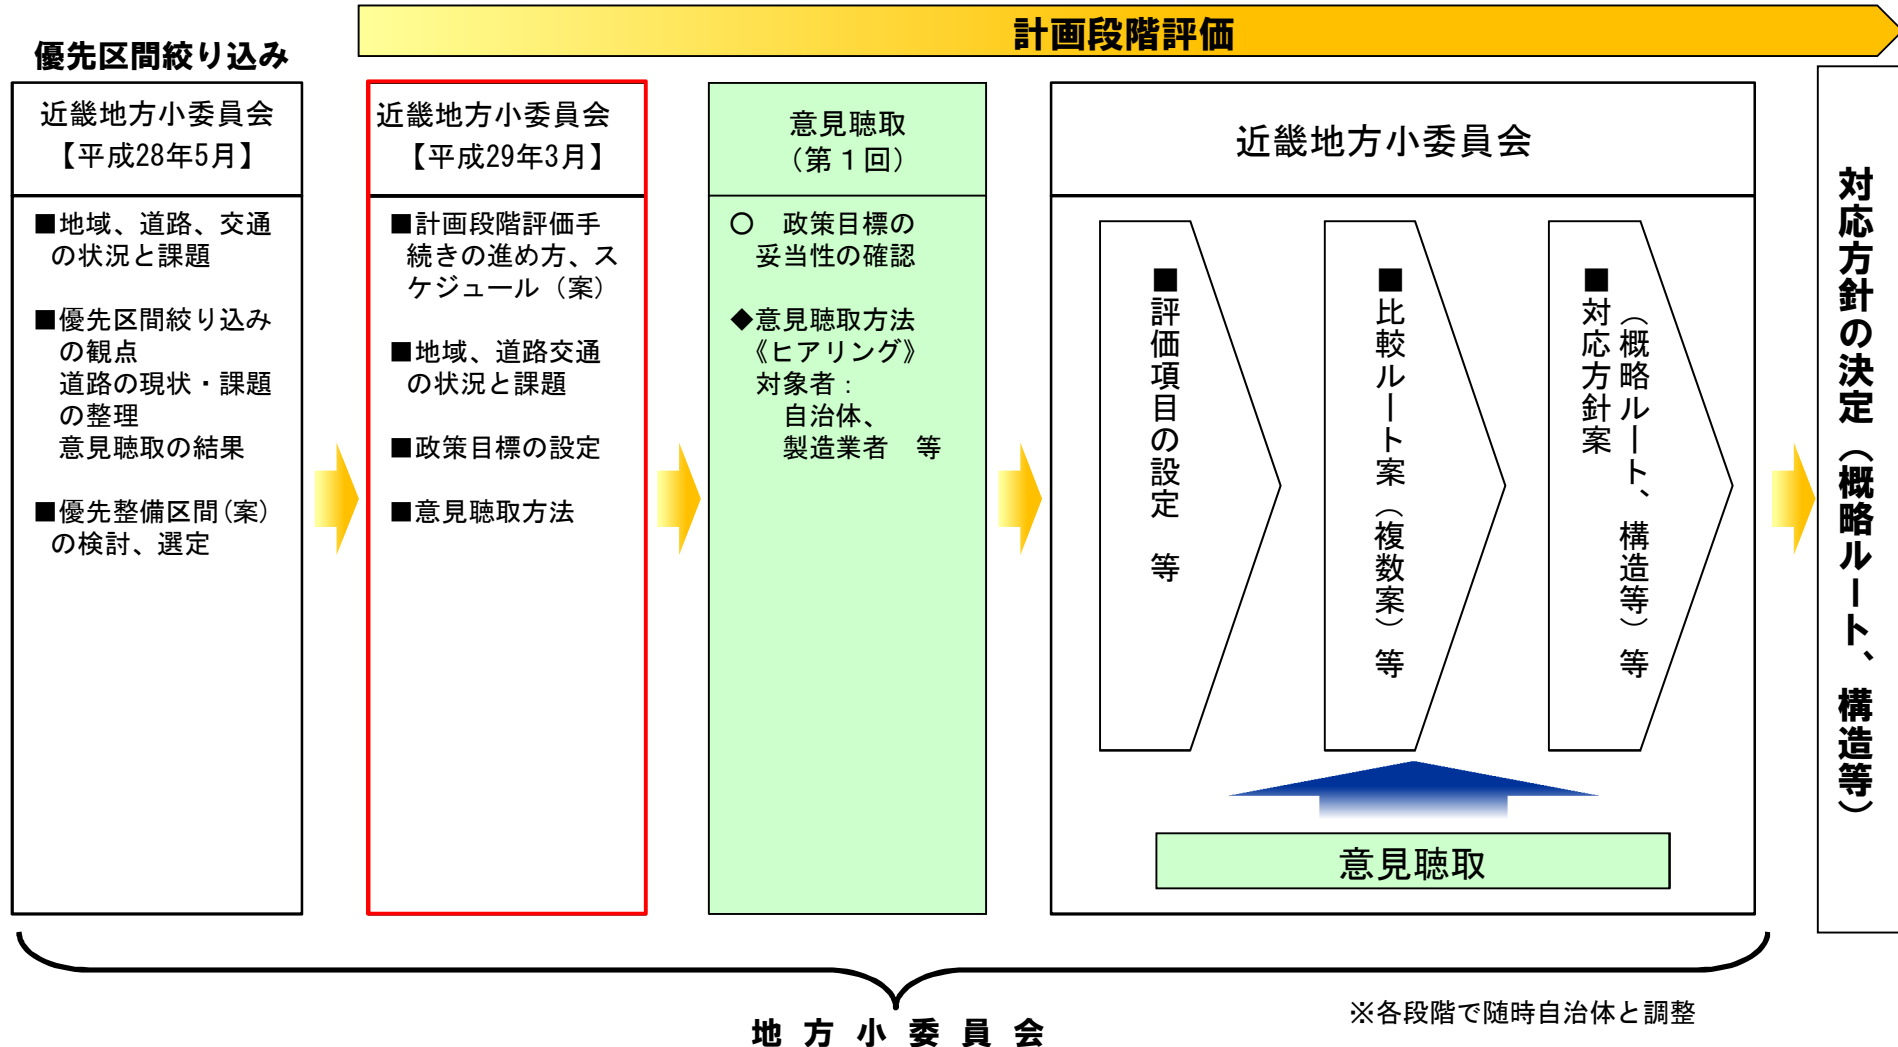 計画段階評価
優先区間絞り込み
近畿地方小委員会
【平成28年5月】
■地域、道路、交通
の状況と課題
■優先区間絞り込み
の観点
道路の現状・課題
の整理
意見聴取の結果
■優先整備区間(案)
の検討、選定
近畿地方小委員会
【平成29年3月】
■計画段階評価手
続きの進め方、ス
ケジュール（案）
■地域、道路交通
の状況と課題
■政策目標の設定
■意見聴取方法
意見聴取
（第１回）
○　政策目標の
妥当性の確認
◆意見聴取方法
《ヒアリング》
対象者：
自治体、
製造業者　等
近畿地方小委員会
■評価項目の設定　等
■比較ルート案（複数案）等
■対応方針案
（概略ルート、構造等）等
意見聴取
対応方針の決定（概略ルート、構造等）
地方小委員会
※各段階で随時自治体と調整